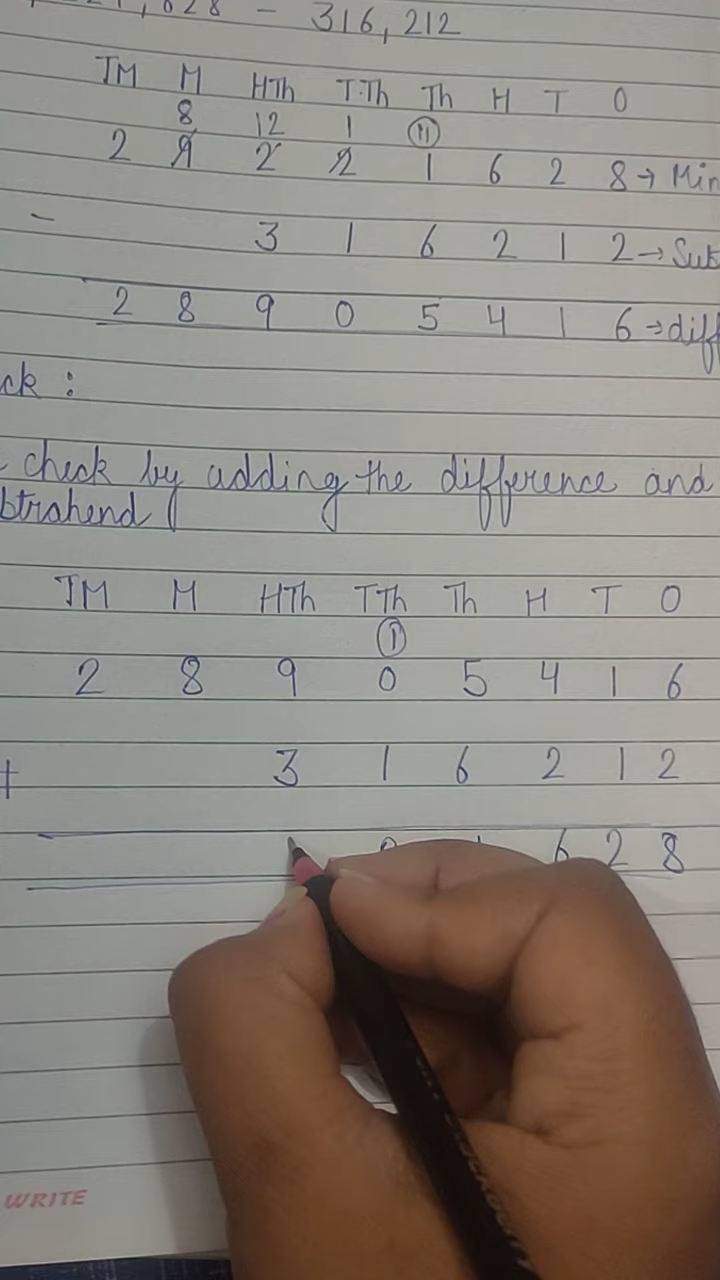 628 - 316,212
TM M HTh T.Th Th H T O
8 12 1 11
2 9 2 2 1 6 2 8 → Min
- 3 1 6 2 1 2 → Sub
2 8 9 0 5 4 1 6 → diff
ck :
check by adding the difference and
btrahend
TM M HTh TTh Th H T O
1
2 8 9 0 5 4 1 6
+ 3 1 6 2 1 2
6 2 8
WRITE